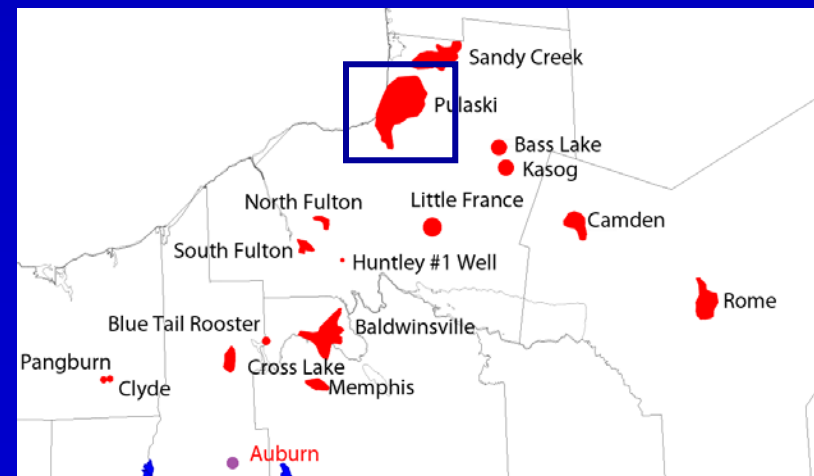 Sandy Creek
Pulaski
Bass Lake
Kasog
North Fulton
Little France
Camden
South Fulton
Huntley #1 Well
Rome
Blue Tail Rooster
Baldwinsville
Pangburn
Cross Lake
Clyde
Memphis
Auburn